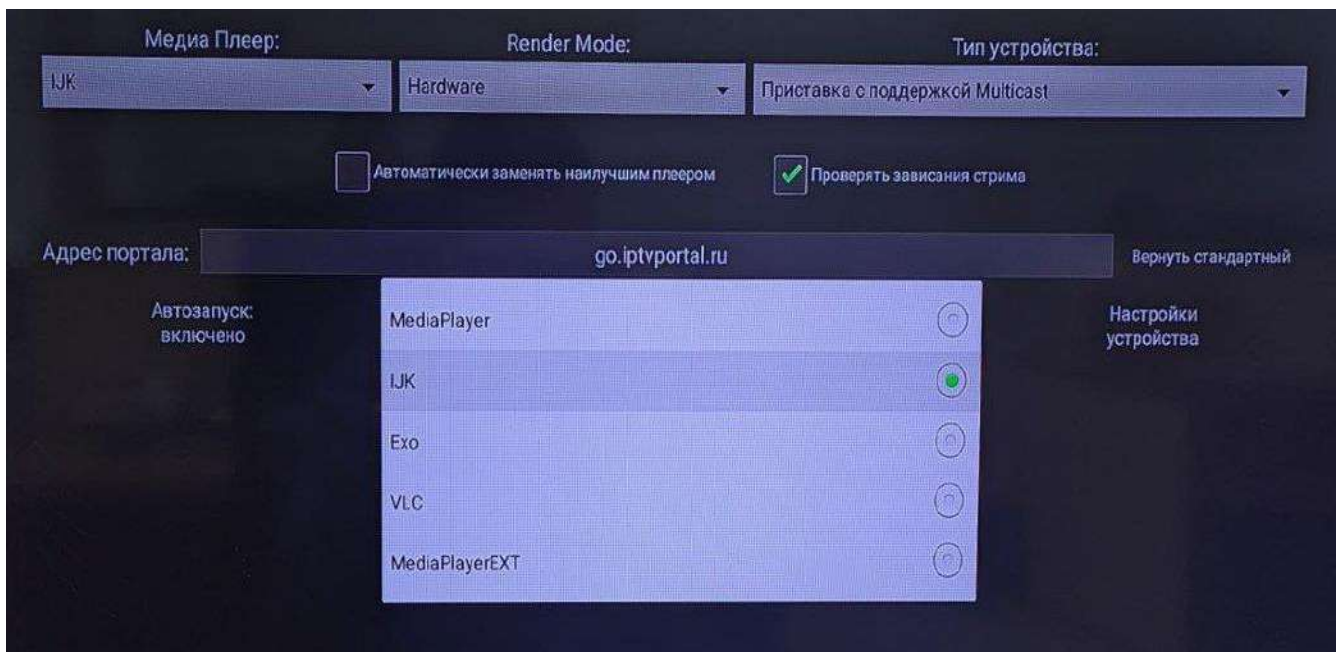 Медиа Плеер:
Render Mode:
Тип устройства:
IJK
Hardware
Приставка с поддержкой Multicast
Автоматически заменять наилучшим плеером
Проверять зависания стрима
Адрес портала:
go.iptvportal.ru
Вернуть стандартный
Автозапуск:
включено
Настройки
устройства
MediaPlayer
IJK
Exo
VLC
MediaPlayerEXT